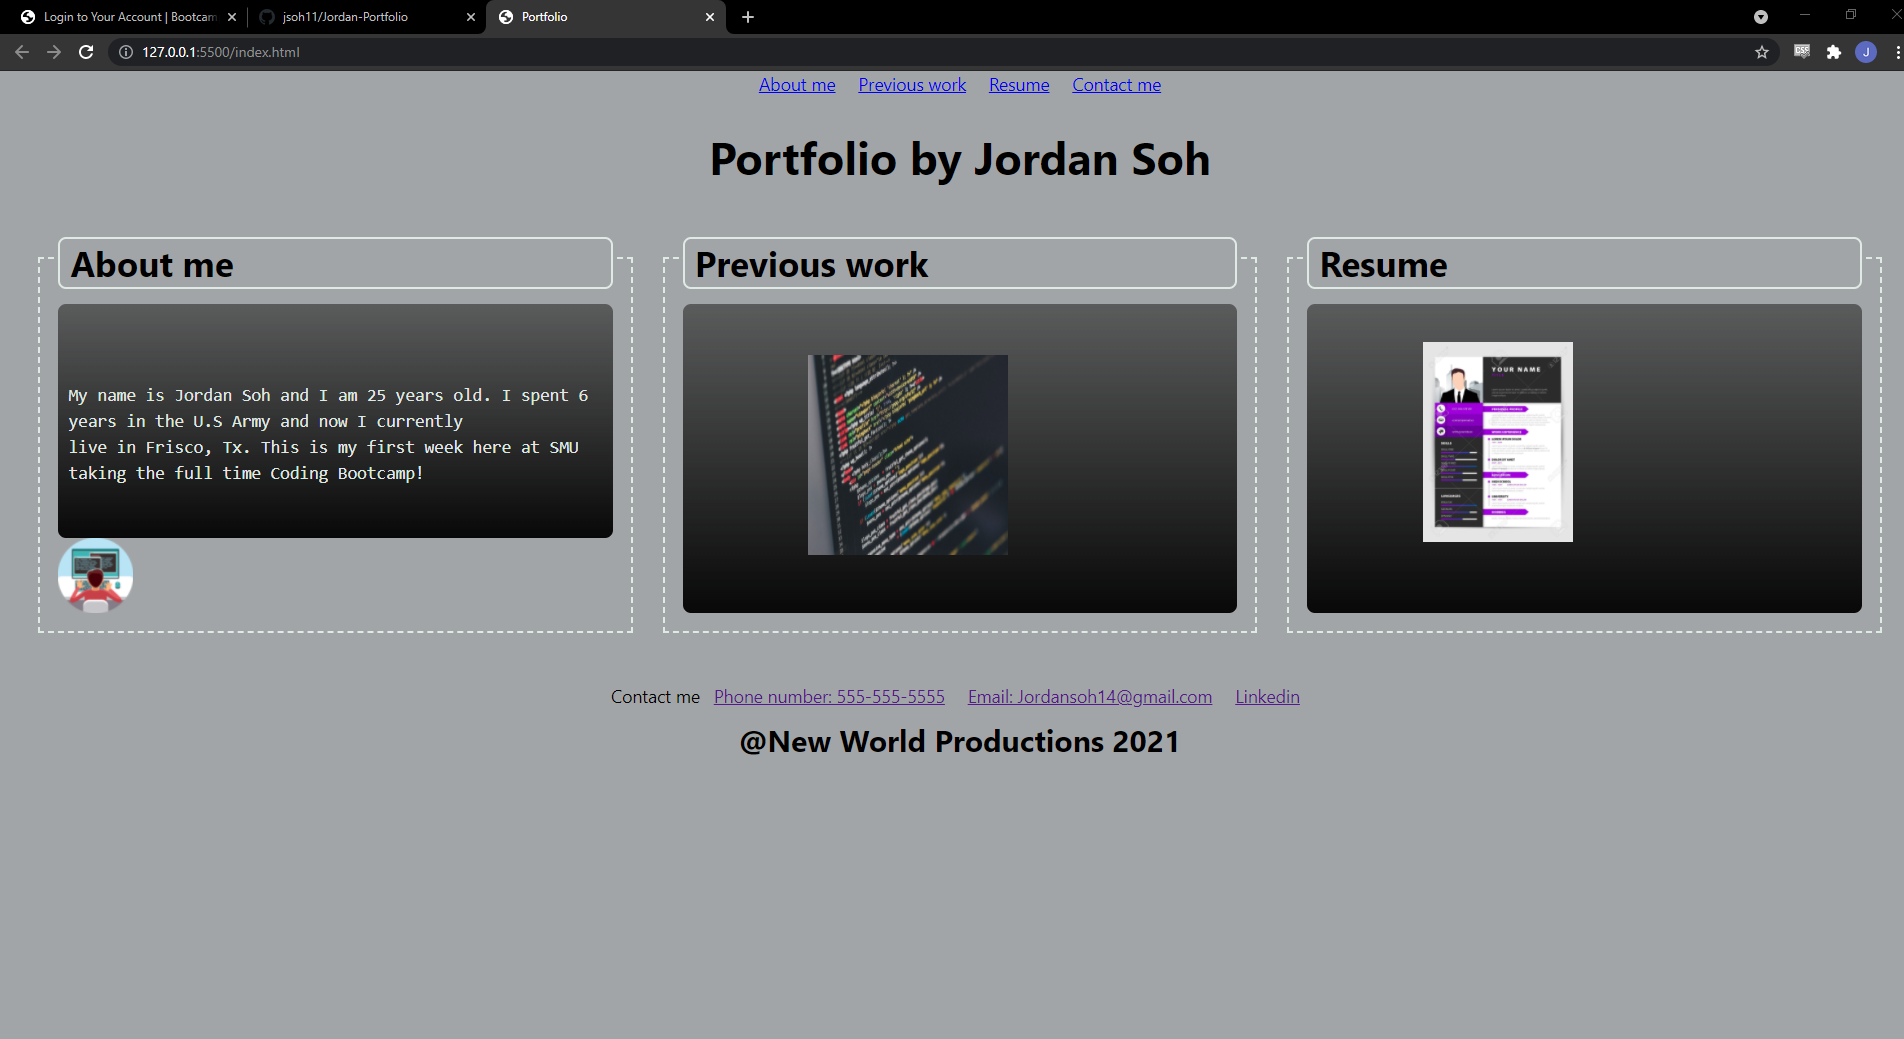 Login to Your Account | Bootcam
jsoh11/Jordan-Portfolio
Portfolio
127.0.0.1:5500/index.html
CSP
J
About me Previous work Resume Contact me
Portfolio by Jordan Soh
About me
My name is Jordan Soh and I am 25 years old. I spent 6
years in the U.S Army and now I currently
live in Frisco, Tx. This is my first week here at SMU
taking the full time Coding Bootcamp!
Previous work
Resume
YOUR NAME
Contact me Phone number: 555-555-5555 Email: Jordansoh14@gmail.com Linkedin
@New World Productions 2021